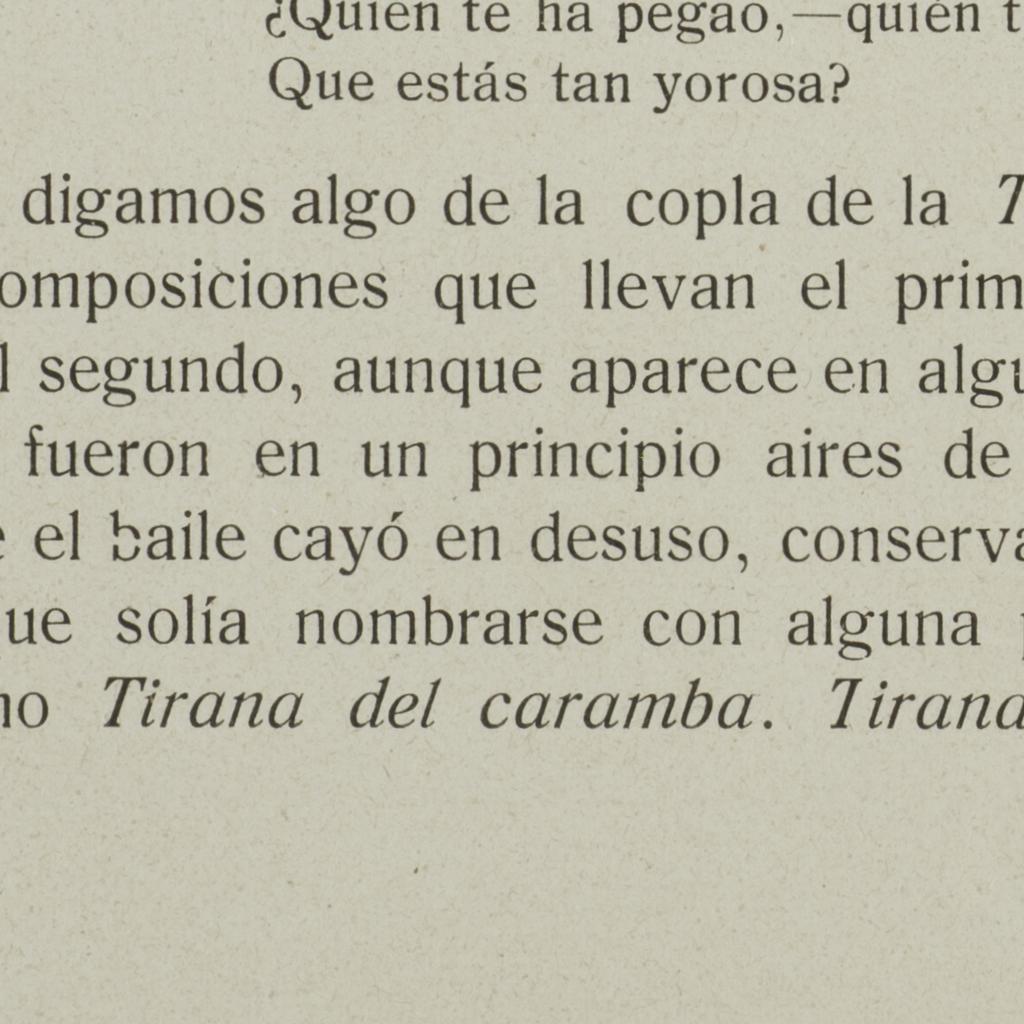 ¿Quién te ha pegao,—quién t
Que estás tan yorosa?
digamos algo de la copla de la T
omposiciones que llevan el prim
l segundo, aunque aparece en algu
fueron en un principio aires de
e el baile cayó en desuso, conserva
ue solía nombrarse con alguna
no Tirana del caramba. Tirana